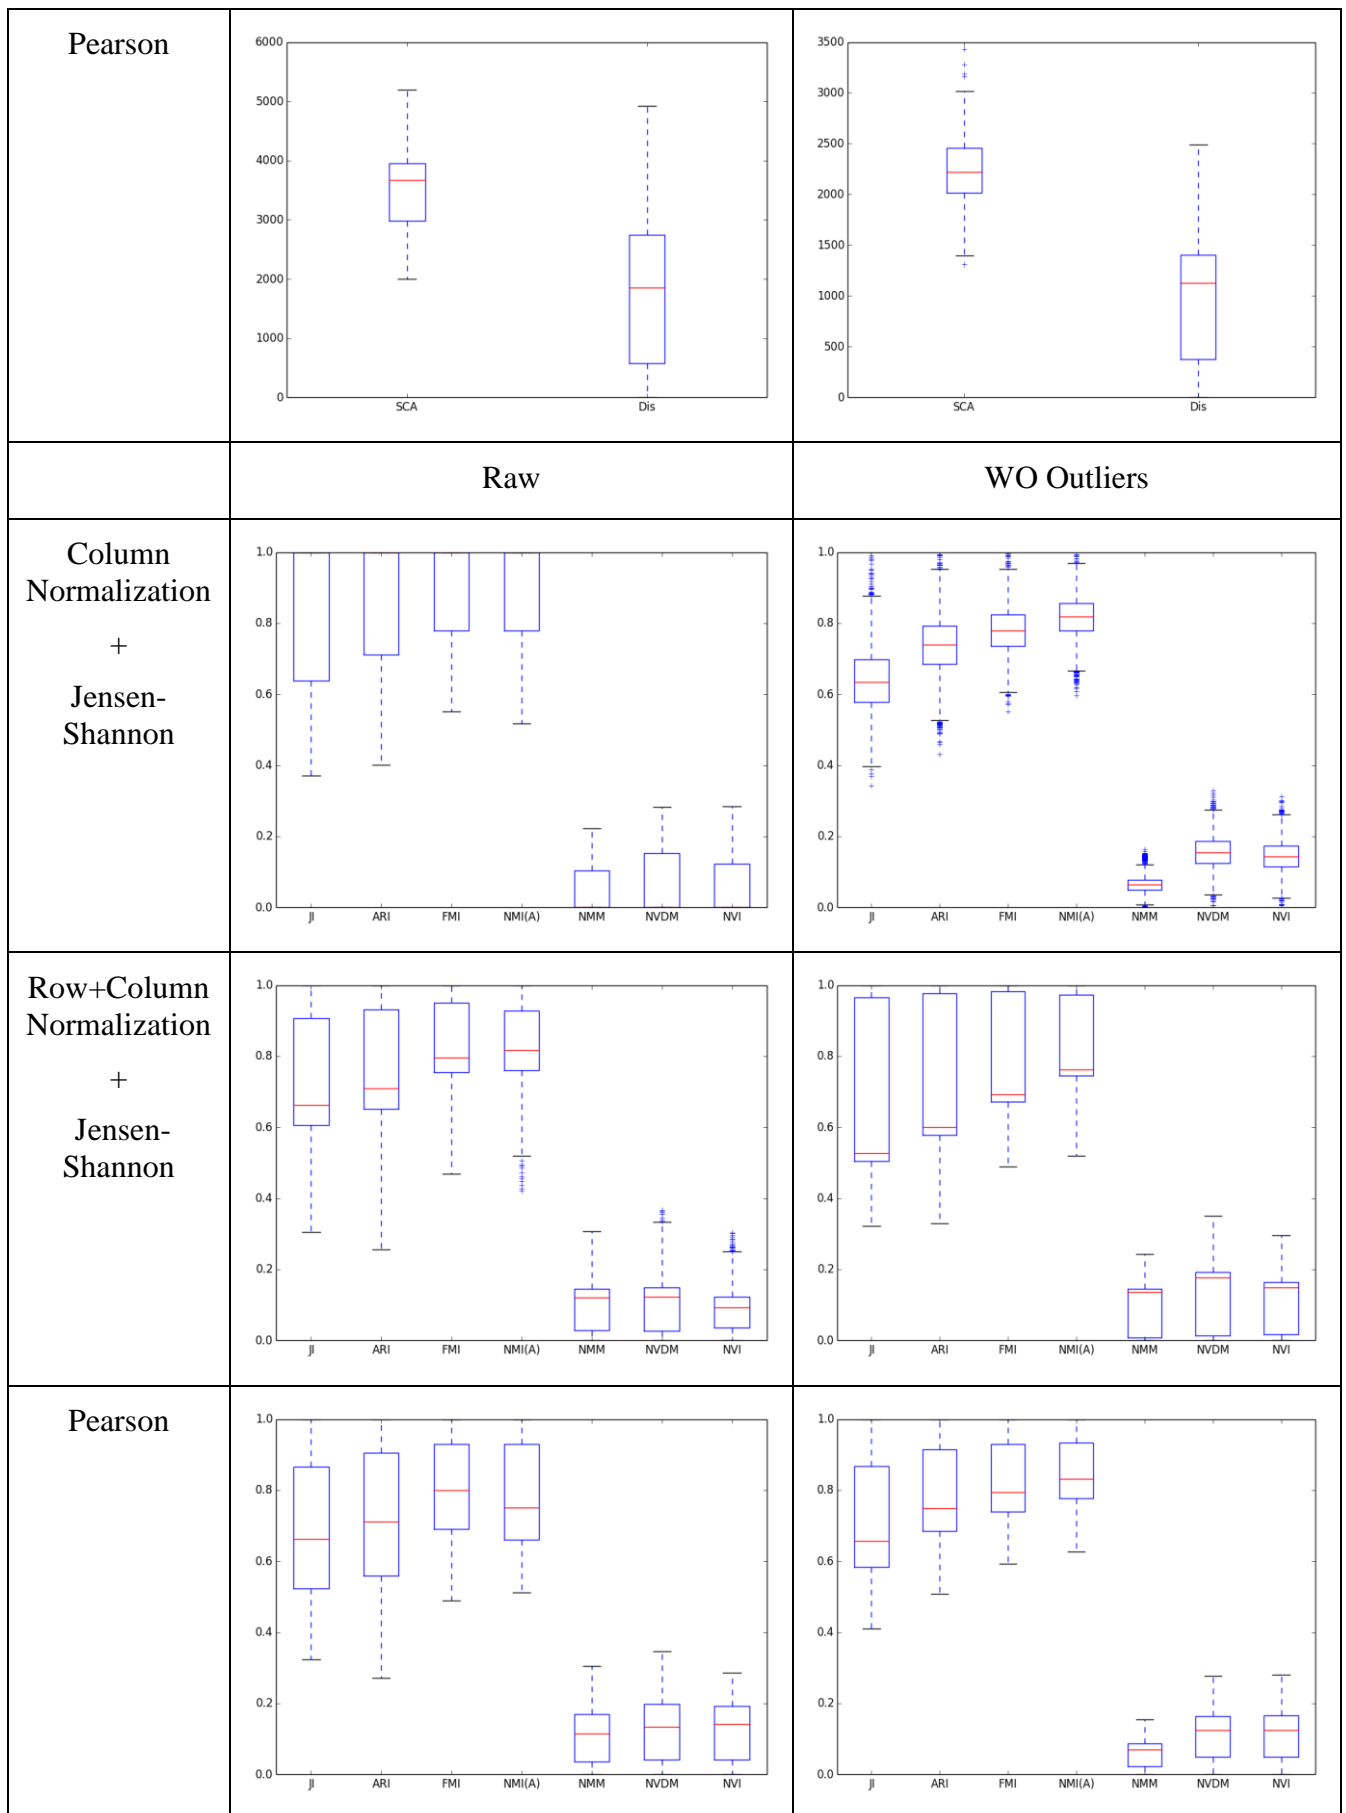 Pearson
6000
5000
4000
3000
2000
1000
0
SCA Dis
3500
3000
2500
2000
1500
1000
500
0
SCA Dis
Raw WO Outliers
Column
Normalization
+
Jensen-
Shannon
1.0
0.8
0.6
0.4
0.2
0.0
JI ARI FMI NMI(A) NMM NVDM NVI
1.0
0.8
0.6
0.4
0.2
0.0
JI ARI FMI NMI(A) NMM NVDM NVI
Row+Column
Normalization
+
Jensen-
Shannon
1.0
0.8
0.6
0.4
0.2
0.0
JI ARI FMI NMI(A) NMM NVDM NVI
1.0
0.8
0.6
0.4
0.2
0.0
JI ARI FMI NMI(A) NMM NVDM NVI
Pearson
1.0
0.8
0.6
0.4
0.2
0.0
JI ARI FMI NMI(A) NMM NVDM NVI
1.0
0.8
0.6
0.4
0.2
0.0
JI ARI FMI NMI(A) NMM NVDM NVI